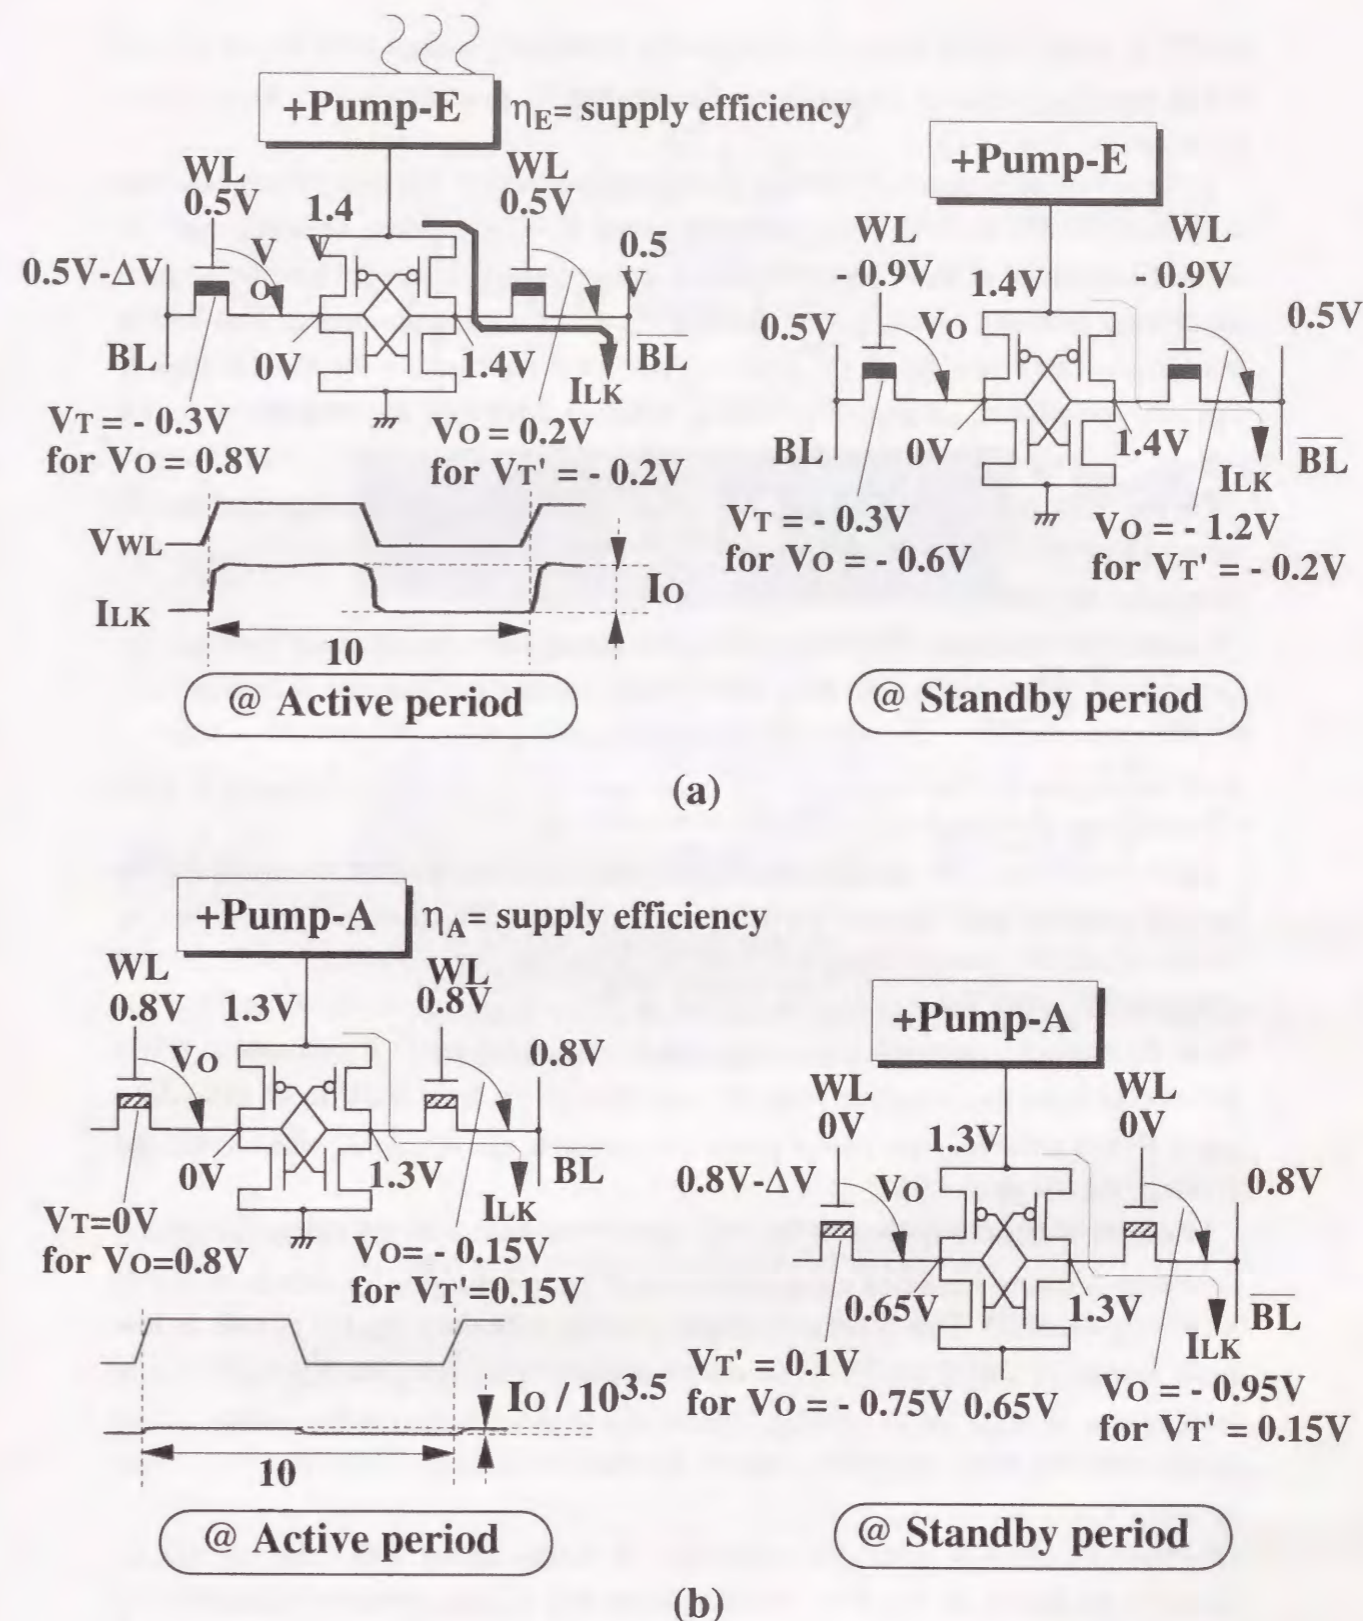 +Pump-E ηE= supply efficiency
WL
0.5V
1.4
V
WL
0.5V
0.5
V
0.5V-ΔV
V
O
BL
0V
1.4V
BL
ILK
VT = - 0.3V
for VO = 0.8V
VO = 0.2V
for VT' = - 0.2V
VWL
ILK
IO
10
@ Active period
+Pump-E
WL
- 0.9V
WL
- 0.9V
1.4V
0.5V
VO
0.5V
BL
0V
1.4V
ILK
BL
VT = - 0.3V
for VO = - 0.6V
VO = - 1.2V
for VT' = - 0.2V
@ Standby period
(a)
+Pump-A ηA= supply efficiency
WL
0.8V
1.3V
WL
0.8V
VO
0.8V
0V
1.3V
BL
ILK
VT=0V
for VO=0.8V
VO= - 0.15V
for VT'=0.15V
IO / 10^3.5
10
@ Active period
+Pump-A
WL
0V
WL
0V
1.3V
0.8V-ΔV
VO
0.8V
0.65V
1.3V
BL
ILK
VT' = 0.1V
for VO = - 0.75V
0.65V
VO = - 0.95V
for VT' = 0.15V
@ Standby period
(b)